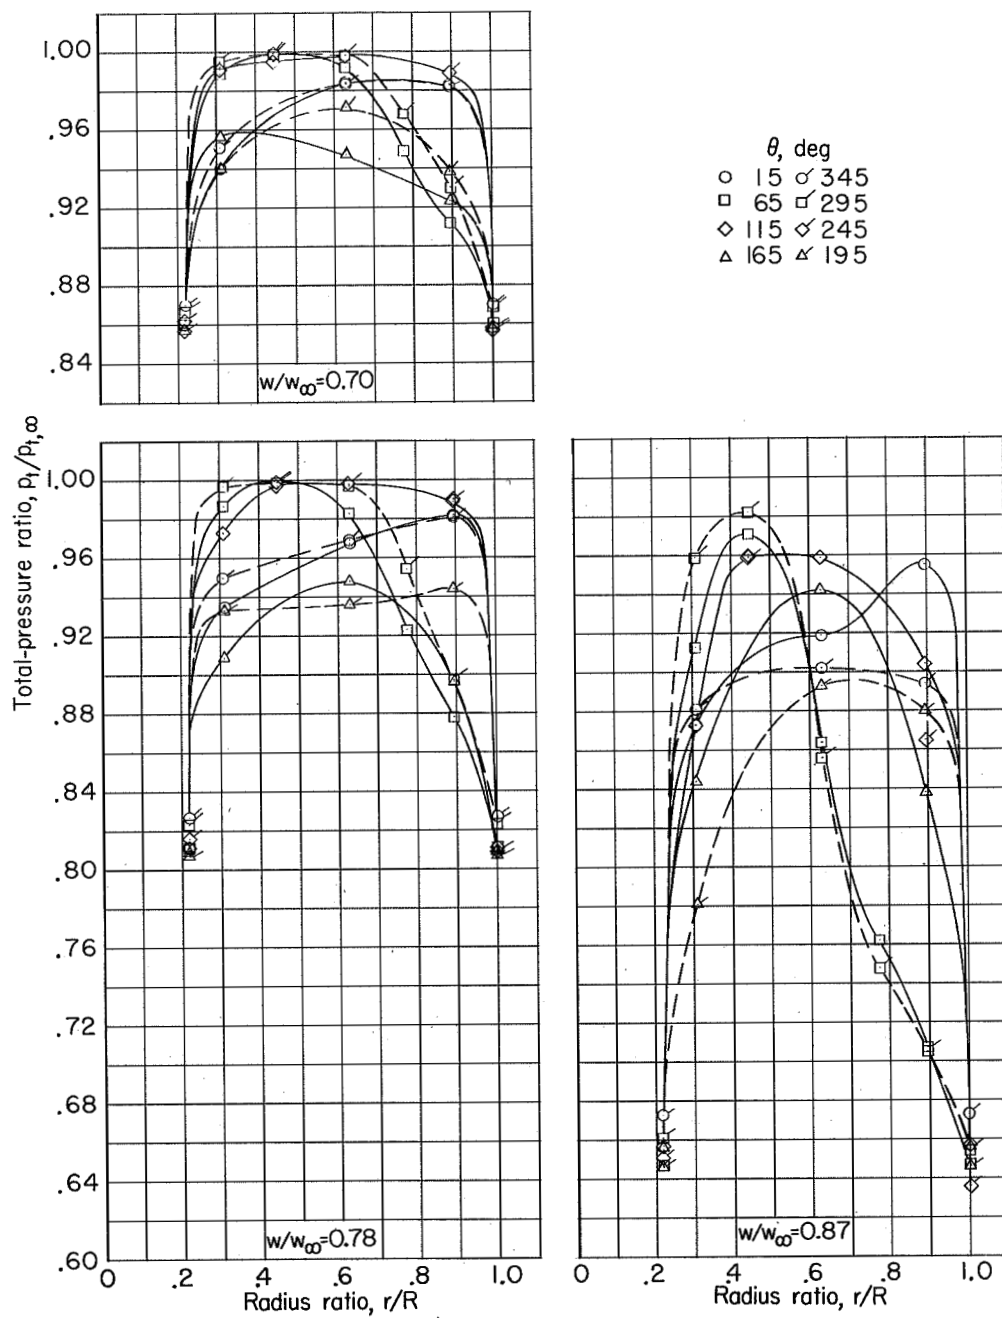 1.00
.96
.92
.88
.84
w/w∞=0.70
θ, deg
15 345
65 295
115 245
165 195
Total-pressure ratio, pt/pt,∞
1.00
.96
.92
.88
.84
.80
.76
.72
.68
.64
.60
w/w∞=0.78
0 .2 .4 .6 .8 1.0
Radius ratio, r/R
w/w∞=0.87
0 .2 .4 .6 .8 1.0
Radius ratio, r/R